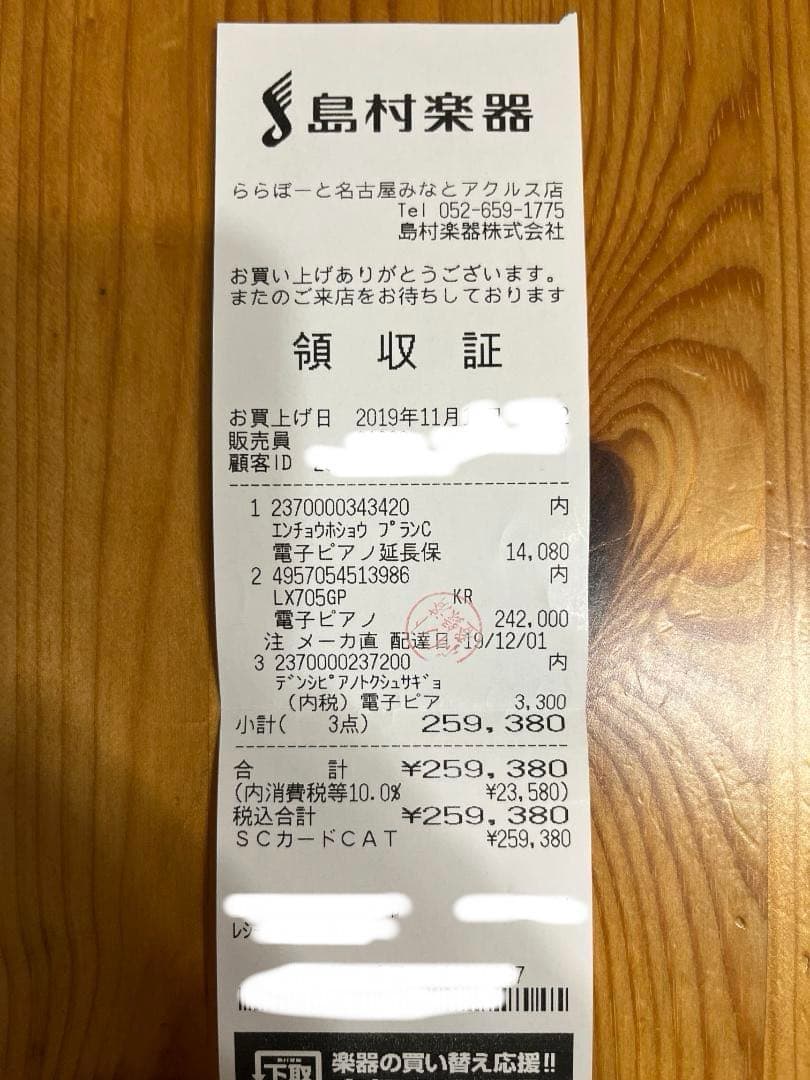 島村楽器
ららぽーと名古屋みなとアクルス店
Tel 052-659-1775
島村楽器株式会社
お買い上げありがとうございます。
またのご来店をお待ちしております
領 収 証
お買上げ日 2019年11月
販売員
顧客ID
1 2370000343420 内
エンチョウホショウ プランC
電子ピアノ延長保 14,080
2 4957054513986 内
LX705GP KR
電子ピアノ 242,000
注 メーカ直 配達日 19/12/01
3 2370000237200 内
デンシピアノトクシュサギョ
(内税) 電子ピア 3,300
小計( 3点) 259,380
合 計 ¥259,380
(内消費税等10.0% ¥23,580)
税込合計 ¥259,380
SCカードCAT ¥259,380
レシ
7
下取
楽器の買い替え応援!!